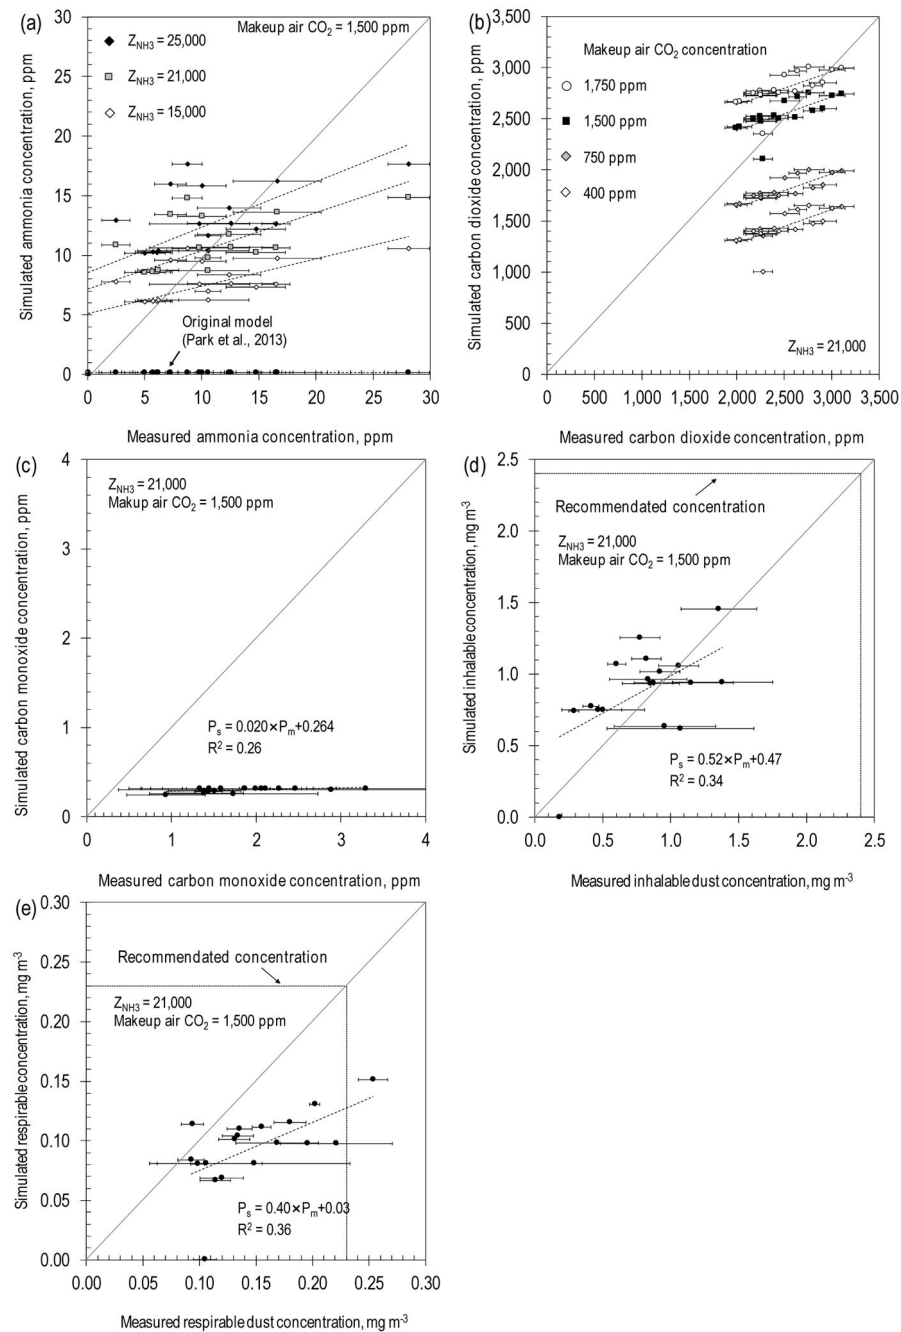 (a)
30
25
20
15
10
5
0
0
5
10
15
20
25
30
Simulated ammonia concentration, ppm
Measured ammonia concentration, ppm
Makeup air CO2 = 1,500 ppm
ZNH3 = 25,000
ZNH3 = 21,000
ZNH3 = 15,000
Original model
(Park et al., 2013)
(b)
3,500
3,000
2,500
2,000
1,500
1,000
500
0
0
500
1,000
1,500
2,000
2,500
3,000
3,500
Simulated carbon dioxide concentration, ppm
Measured carbon dioxide concentration, ppm
Makeup air CO2 concentration
1,750 ppm
1,500 ppm
750 ppm
400 ppm
ZNH3 = 21,000
(c)
4
3
2
1
0
0
1
2
3
4
Simulated carbon monoxide concentration, ppm
Measured carbon monoxide concentration, ppm
ZNH3 = 21,000
Makup air CO2 = 1,500 ppm
Ps = 0.020×Pm+0.264
R2 = 0.26
(d)
2.5
2.0
1.5
1.0
0.5
0.0
0.0
0.5
1.0
1.5
2.0
2.5
Simulated inhalable concentration, mg m-3
Measured inhalable dust concentration, mg m-3
Recommendated concentration
ZNH3 = 21,000
Makeup air CO2 = 1,500 ppm
Ps = 0.52×Pm+0.47
R2 = 0.34
(e)
0.30
0.25
0.20
0.15
0.10
0.05
0.00
0.00
0.05
0.10
0.15
0.20
0.25
0.30
Simulated respirable concentration, mg m-3
Measured respirable dust concentration, mg m-3
Recommendated concentration
ZNH3 = 21,000
Makeup air CO2 = 1,500 ppm
Ps = 0.40×Pm+0.03
R2 = 0.36